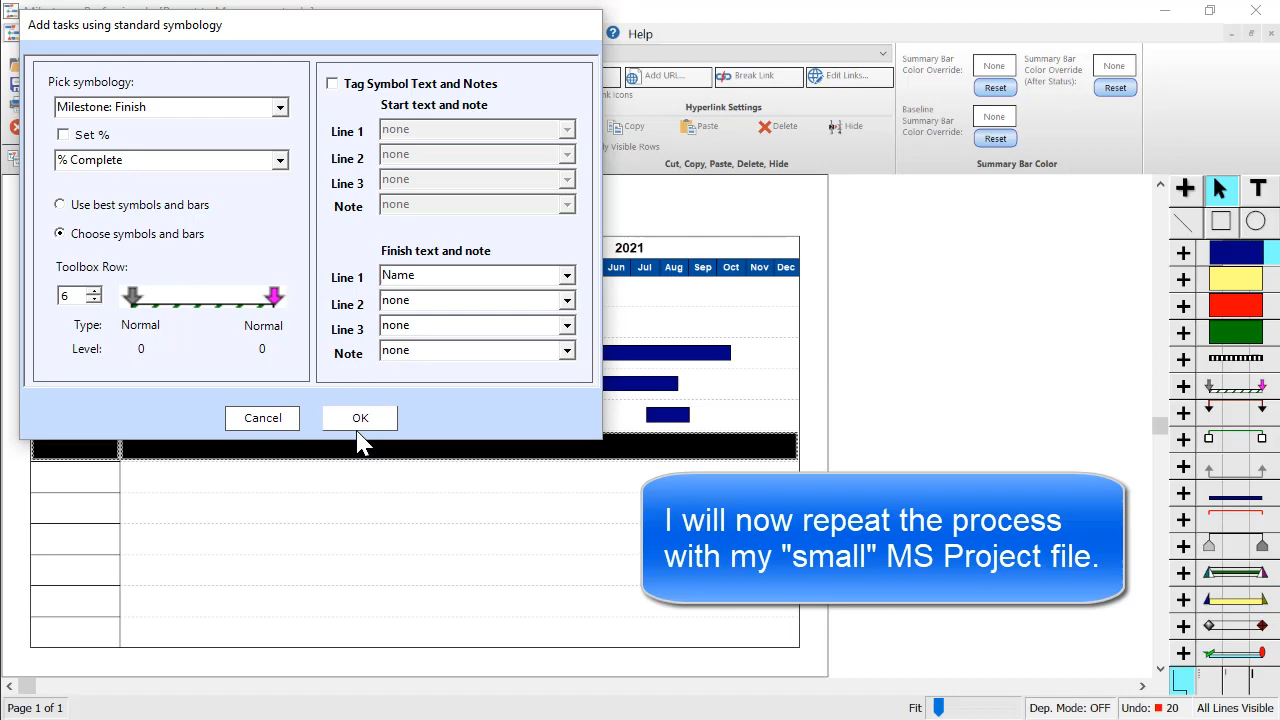 Add tasks using standard symbology
Help
Pick symbology:
Milestone: Finish
Set %
% Complete
Use best symbols and bars
Choose symbols and bars
Toolbox Row:
6
Type: Normal Normal
Level: 0 0
Tag Symbol Text and Notes
Start text and note
Line 1 none
Line 2 none
Line 3 none
Note none
Finish text and note
Line 1 Name
Line 2 none
Line 3 none
Note none
Cancel OK
Add URL... Break Link Edit Links...
Hyperlink Settings
Copy Paste Delete Hide
Cut, Copy, Paste, Delete, Hide
Summary Bar
Color Override:
None
Reset
Summary Bar
Color Override
(After Status):
None
Reset
Baseline
Summary Bar
Color Override:
None
Reset
Summary Bar Color
2021
Jun Jul Aug Sep Oct Nov Dec
T
I will now repeat the process
with my "small" MS Project file.
Page 1 of 1
Fit
Dep. Mode: OFF
Undo: 20
All Lines Visible